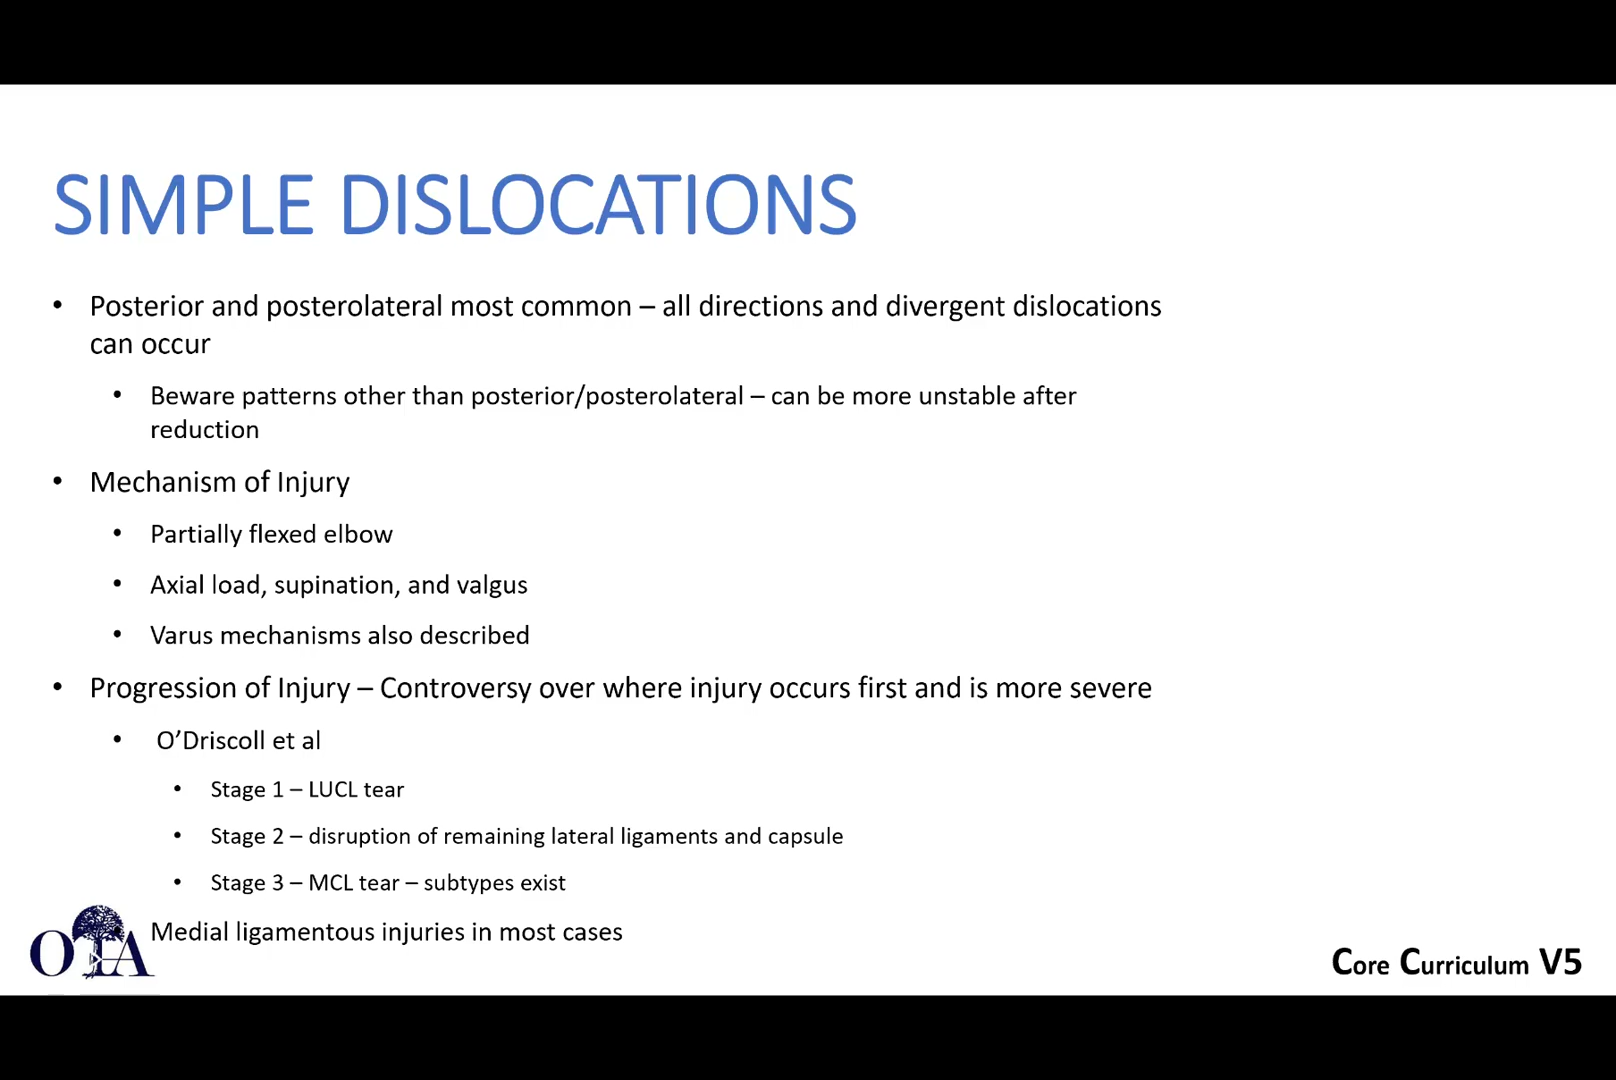 SIMPLE DISLOCATIONS
• Posterior and posterolateral most common – all directions and divergent dislocations
can occur
• Beware patterns other than posterior/posterolateral – can be more unstable after
reduction
• Mechanism of Injury
• Partially flexed elbow
• Axial load, supination, and valgus
• Varus mechanisms also described
• Progression of Injury – Controversy over where injury occurs first and is more severe
• O’Driscoll et al
• Stage 1 – LUCL tear
• Stage 2 – disruption of remaining lateral ligaments and capsule
• Stage 3 – MCL tear – subtypes exist
• Medial ligamentous injuries in most cases
OTA
Core Curriculum V5